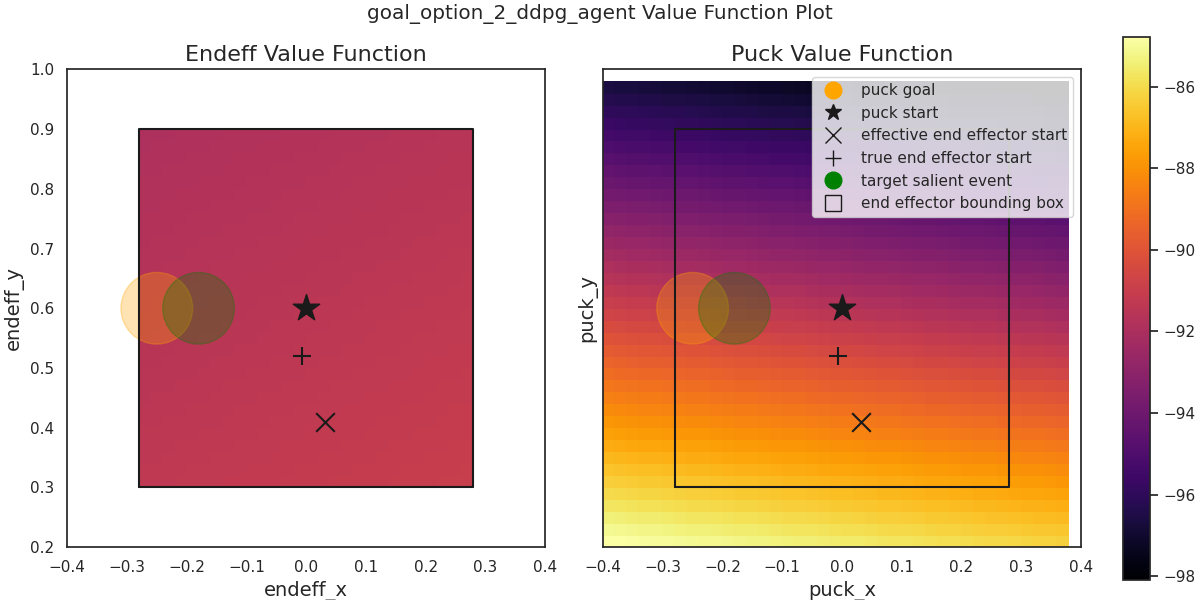 goal_option_2_ddpg_agent Value Function Plot
Endeff Value Function
endeff_y
1.0
0.9
0.8
0.7
0.6
0.5
0.4
0.3
0.2
−0.4 −0.3 −0.2 −0.1 0.0 0.1 0.2 0.3 0.4
endeff_x
Puck Value Function
puck_y
puck goal
puck start
effective end effector start
true end effector start
target salient event
end effector bounding box
−0.4 −0.3 −0.2 −0.1 0.0 0.1 0.2 0.3 0.4
puck_x
−86
−88
−90
−92
−94
−96
−98